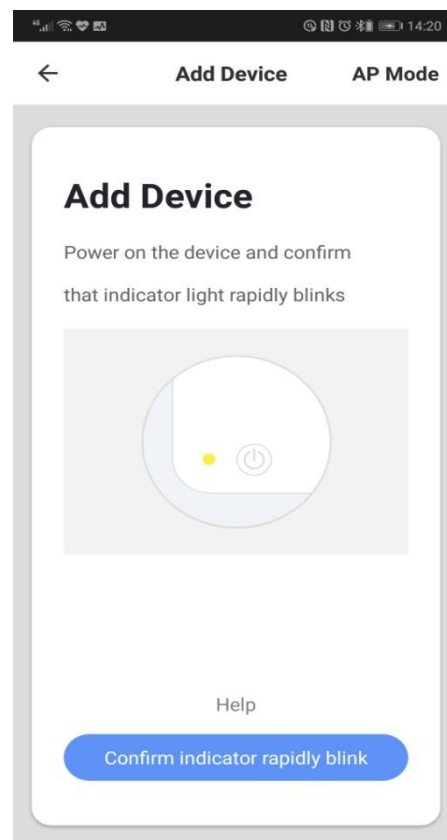 46 14:20
Add Device AP Mode
Add Device
Power on the device and confirm
that indicator light rapidly blinks
Help
Confirm indicator rapidly blink